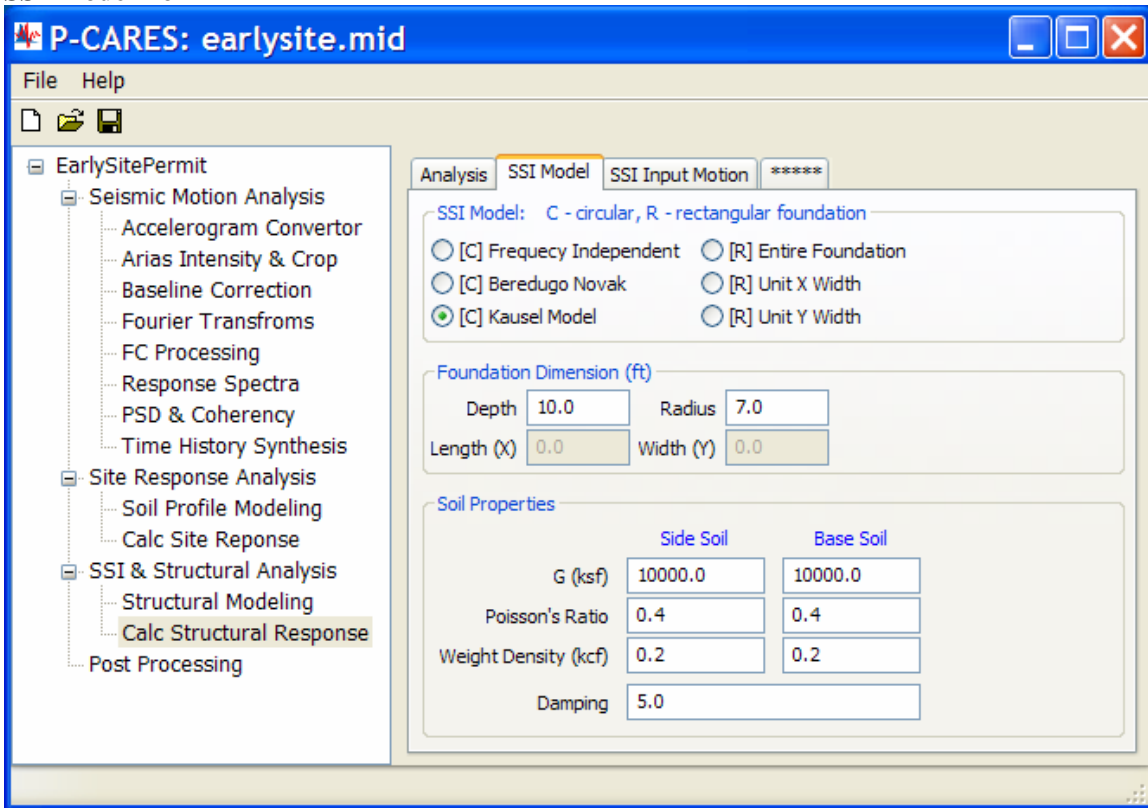 P-CARES: earlysite.mid
File Help
EarlySitePermit
Seismic Motion Analysis
Accelerogram Convertor
Arias Intensity & Crop
Baseline Correction
Fourier Transfroms
FC Processing
Response Spectra
PSD & Coherency
Time History Synthesis
Site Response Analysis
Soil Profile Modeling
Calc Site Reponse
SSI & Structural Analysis
Structural Modeling
Calc Structural Response
Post Processing
Analysis SSI Model SSI Input Motion *****
SSI Model: C - circular, R - rectangular foundation
[C] Frequecy Independent [R] Entire Foundation
[C] Beredugo Novak [R] Unit X Width
[C] Kausel Model [R] Unit Y Width
Foundation Dimension (ft)
Depth 10.0 Radius 7.0
Length (X) 0.0 Width (Y) 0.0
Soil Properties
Side Soil Base Soil
G (ksf) 10000.0 10000.0
Poisson's Ratio 0.4 0.4
Weight Density (kcf) 0.2 0.2
Damping 5.0